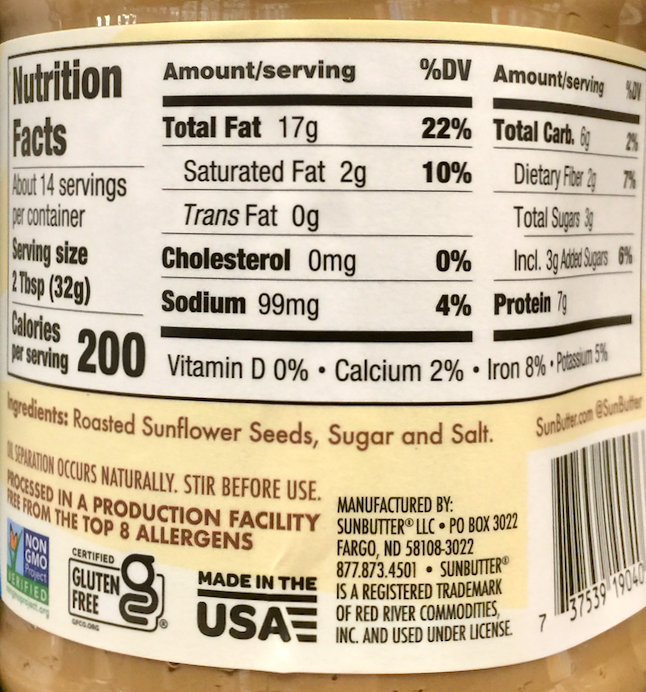 Nutrition
Facts
About 14 servings
per container
Serving size
2 Tbsp (32g)
Calories
per serving 200
Amount/serving %DV
Total Fat 17g 22%
Saturated Fat 2g 10%
Trans Fat 0g
Cholesterol 0mg 0%
Sodium 99mg 4%
Amount/serving %DV
Total Carb. 6g 2%
Dietary Fiber 2g 7%
Total Sugars 3g
Incl. 3g Added Sugars 6%
Protein 7g
Vitamin D 0% • Calcium 2% • Iron 8% • Potassium 5%
Ingredients: Roasted Sunflower Seeds, Sugar and Salt.
SunButter.com @SunButter
OIL SEPARATION OCCURS NATURALLY. STIR BEFORE USE.
PROCESSED IN A PRODUCTION FACILITY
FREE FROM THE TOP 8 ALLERGENS
NON
GMO
Project
VERIFIED
CERTIFIED
GLUTEN
FREE
GFCO.ORG
MADE IN THE
USA
MANUFACTURED BY:
SUNBUTTER® LLC • PO BOX 3022
FARGO, ND 58108-3022
877.873.4501 • SUNBUTTER®
IS A REGISTERED TRADEMARK
OF RED RIVER COMMODITIES,
INC. AND USED UNDER LICENSE.
7 37539 19040